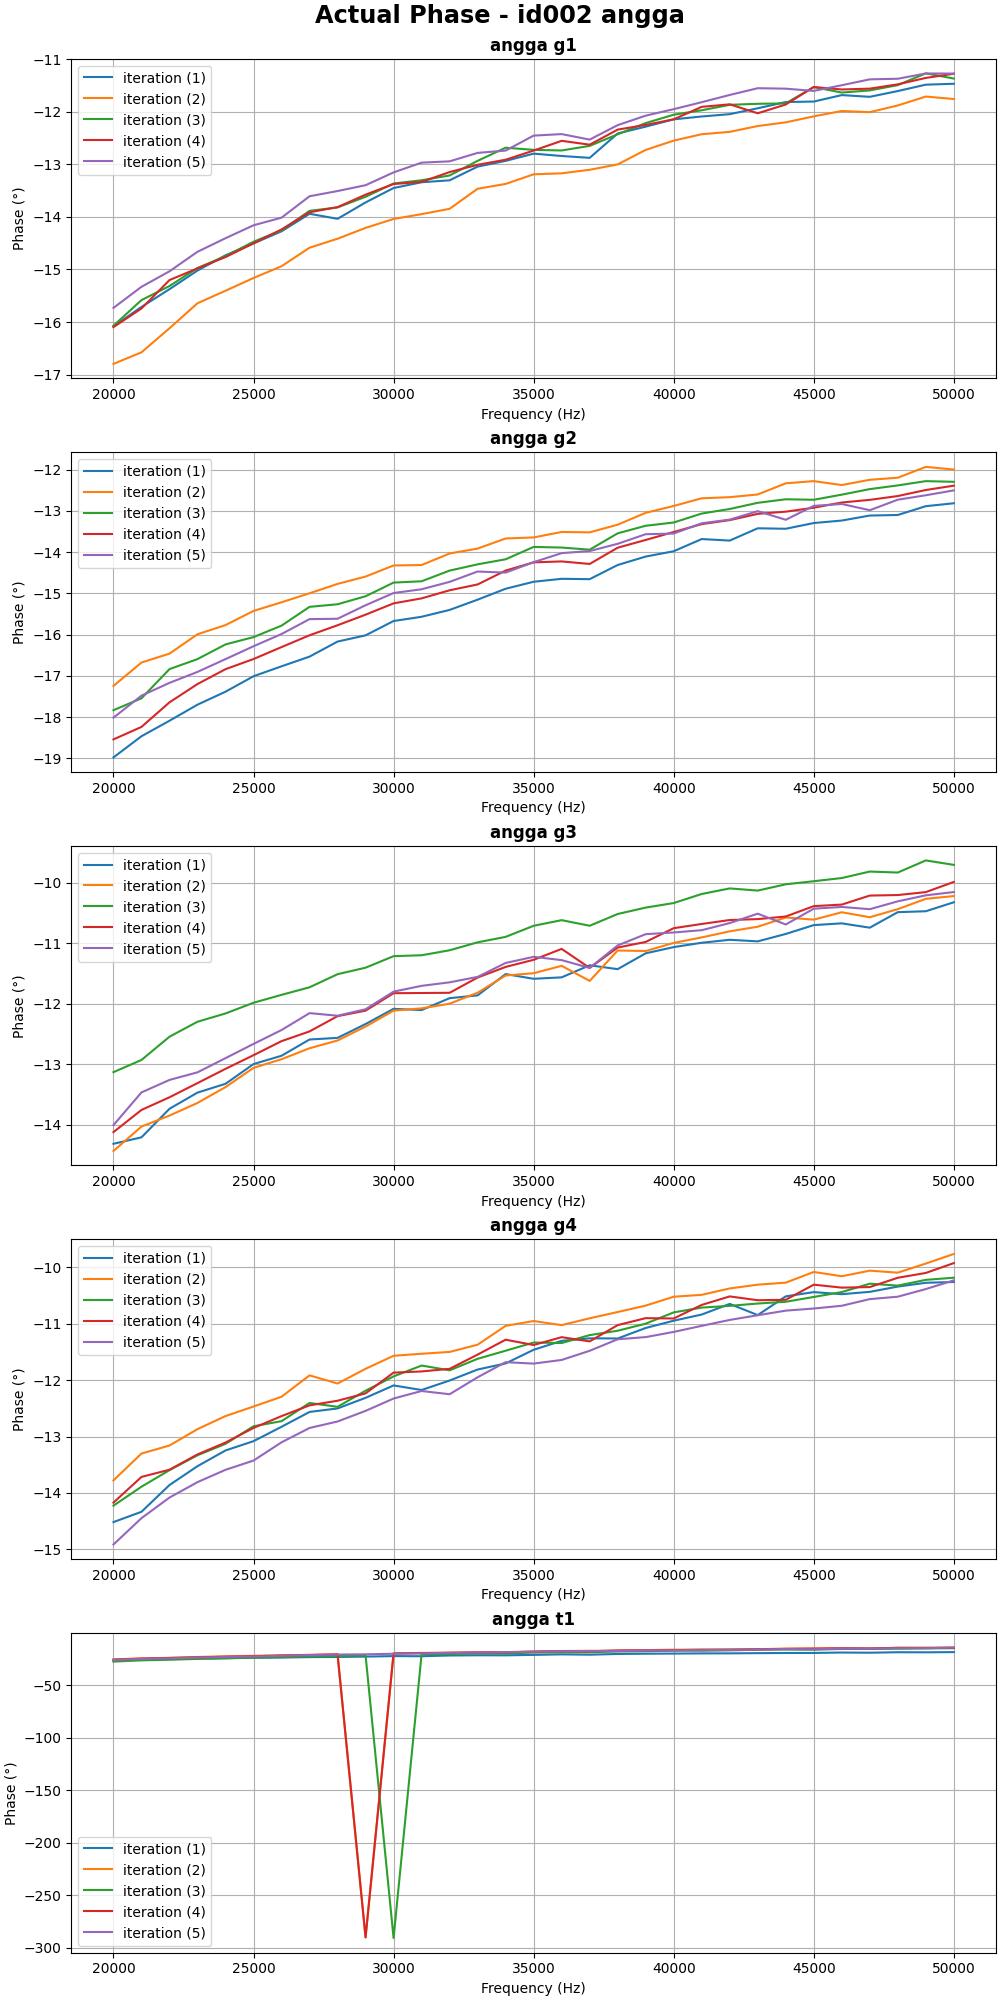 Actual Phase - id002 angga
angga g1
−11
−12
−13
−14
−15
−16
−17
Phase (°)
iteration (1)
iteration (2)
iteration (3)
iteration (4)
iteration (5)
20000 25000 30000 35000 40000 45000 50000
Frequency (Hz)
angga g2
−12
−13
−14
−15
−16
−17
−18
−19
Phase (°)
iteration (1)
iteration (2)
iteration (3)
iteration (4)
iteration (5)
20000 25000 30000 35000 40000 45000 50000
Frequency (Hz)
angga g3
−10
−11
−12
−13
−14
Phase (°)
iteration (1)
iteration (2)
iteration (3)
iteration (4)
iteration (5)
20000 25000 30000 35000 40000 45000 50000
Frequency (Hz)
angga g4
−10
−11
−12
−13
−14
−15
Phase (°)
iteration (1)
iteration (2)
iteration (3)
iteration (4)
iteration (5)
20000 25000 30000 35000 40000 45000 50000
Frequency (Hz)
angga t1
−50
−100
−150
−200
−250
−300
Phase (°)
iteration (1)
iteration (2)
iteration (3)
iteration (4)
iteration (5)
20000 25000 30000 35000 40000 45000 50000
Frequency (Hz)